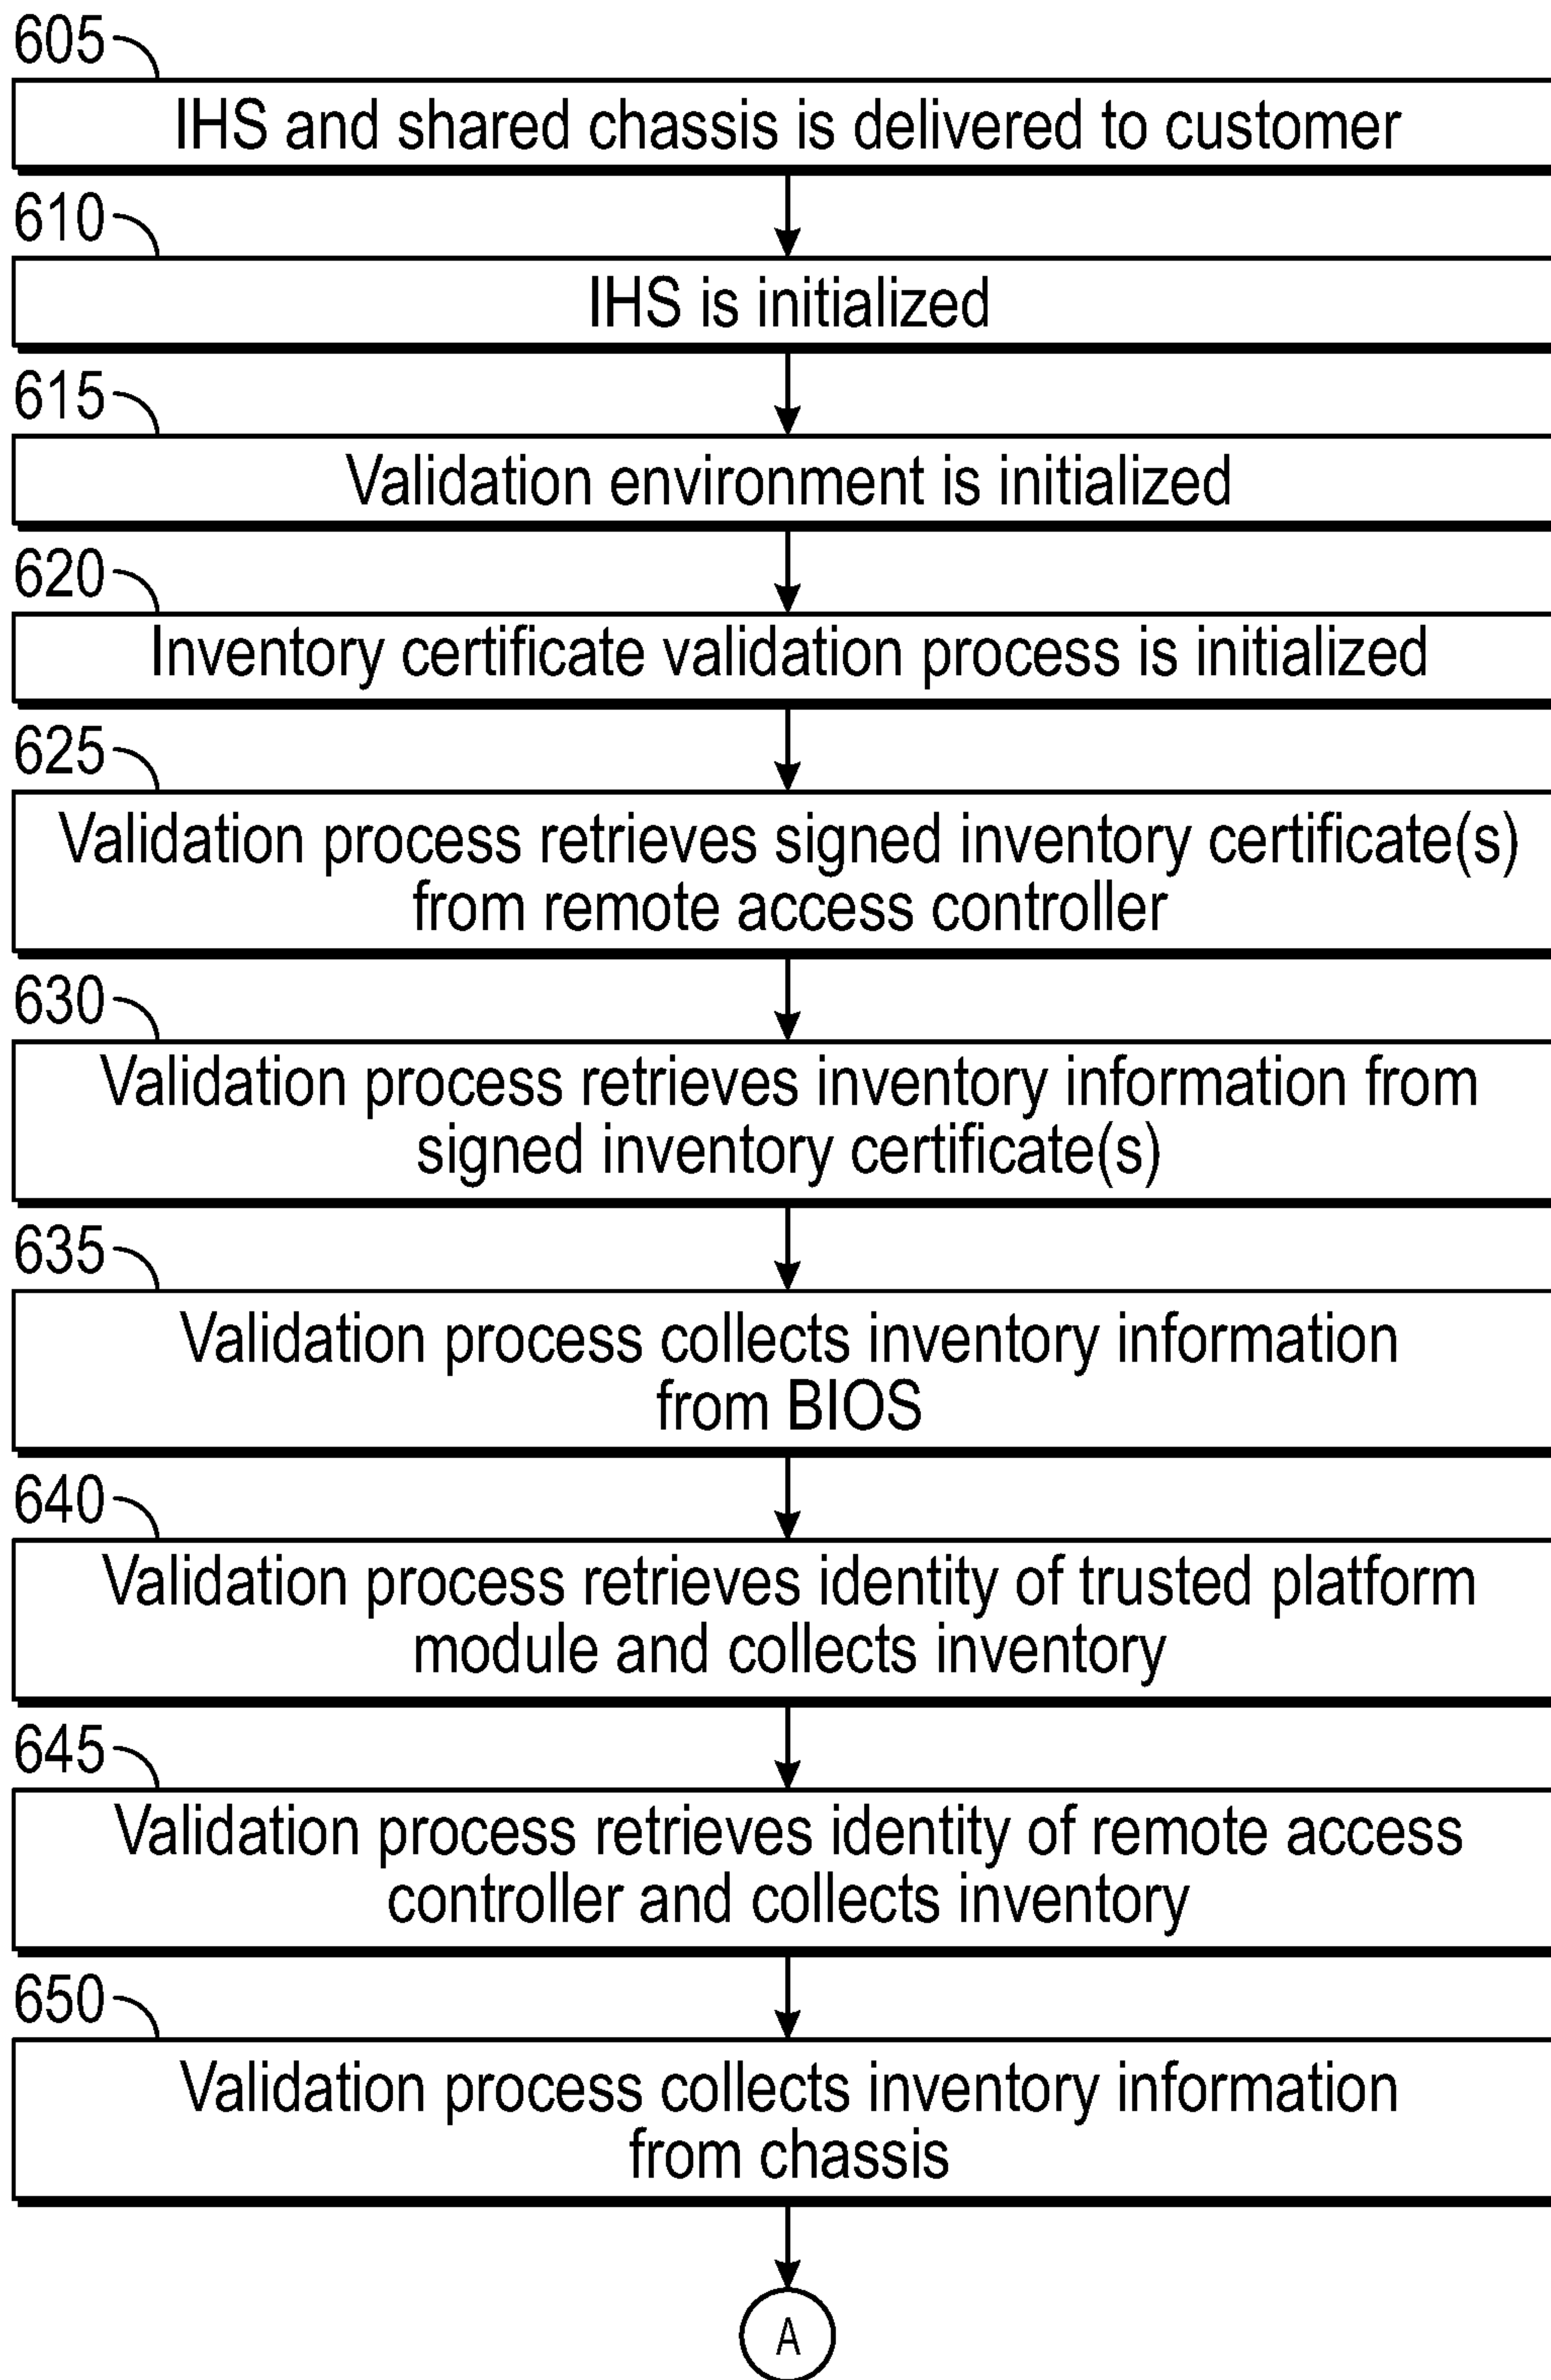 605
IHS and shared chassis is delivered to customer
610
IHS is initialized
615
Validation environment is initialized
620
Inventory certificate validation process is initialized
625
Validation process retrieves signed inventory certificate(s)
from remote access controller
630
Validation process retrieves inventory information from
signed inventory certificate(s)
635
Validation process collects inventory information
from BIOS
640
Validation process retrieves identity of trusted platform
module and collects inventory
645
Validation process retrieves identity of remote access
controller and collects inventory
650
Validation process collects inventory information
from chassis
A